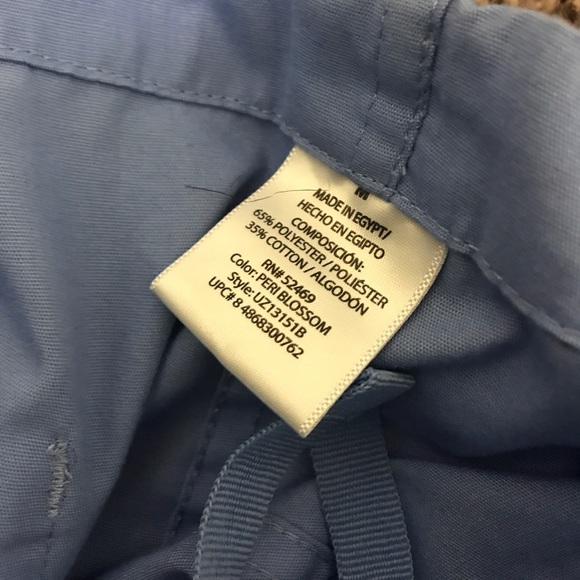 M
MADE IN EGYPT/
HECHO EN EGIPTO
COMPOSICIÓN:
65% POLYESTER / POLIÉSTER
35% COTTON / ALGODÓN
RN# 52469
Color: PERI BLOSSOM
Style: UZ13151B
UPC# 8 4868300762